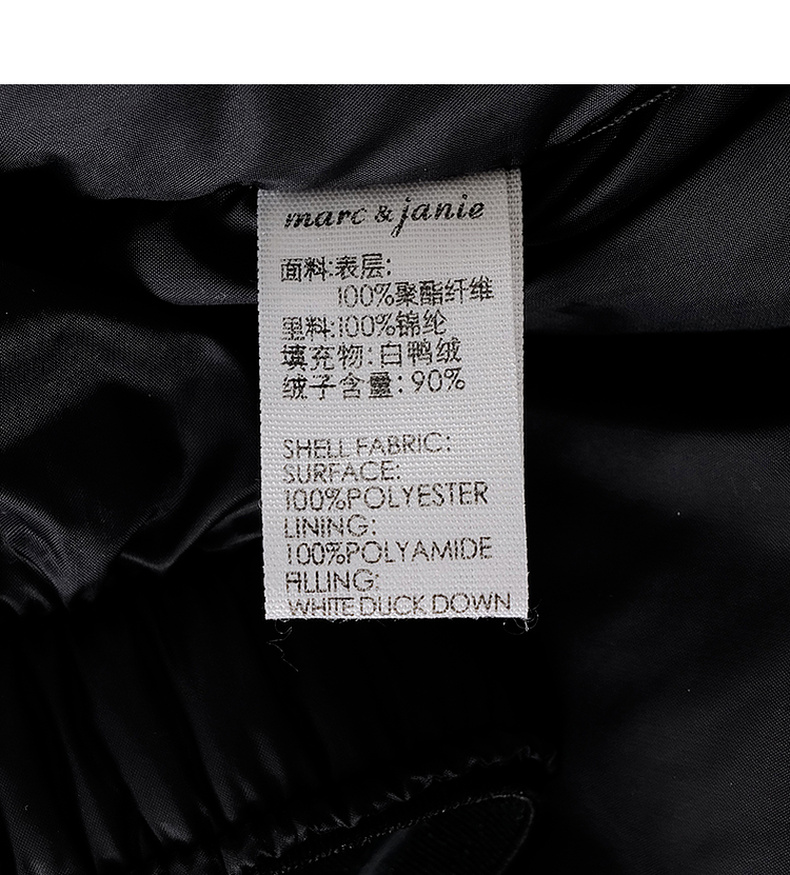 marc & janie
面料:表层:
100%聚酯纤维
里料:100%锦纶
填充物:白鸭绒
绒子含量:90%
SHELL FABRIC:
SURFACE:
100%POLYESTER
LINING:
100%POLYAMIDE
FILLING:
WHITE DUCK DOWN